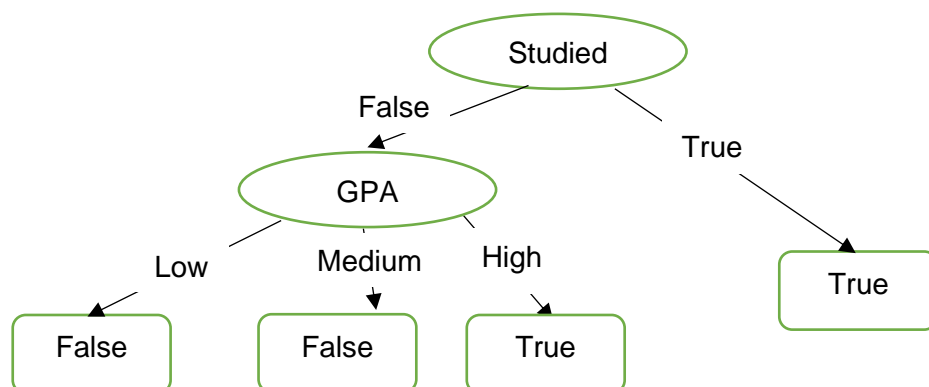 Studied
False
True
GPA
Low
Medium
High
True
False
False
True